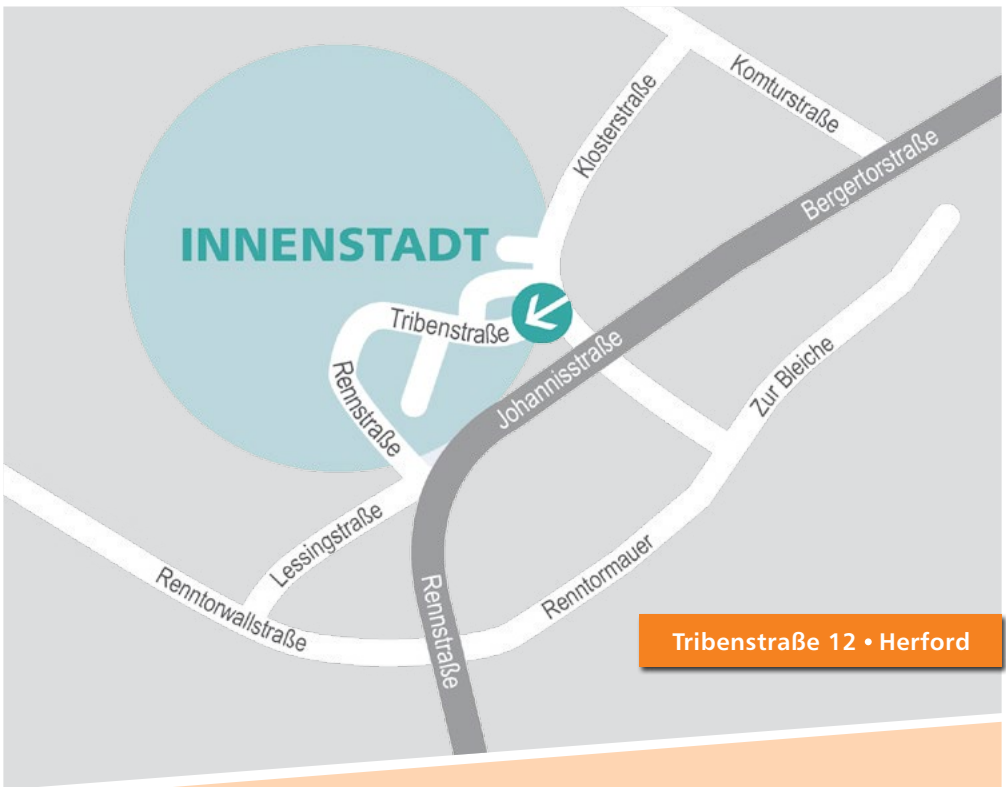 Komturstraße
Klosterstraße
Bergertorstraße
INNENSTADT
Tribenstraße
Johannisstraße
Zur Bleiche
Rennstraße
Lessingstraße
Renntorwallstraße
Renntormauer
Rennstraße
Tribenstraße 12 • Herford